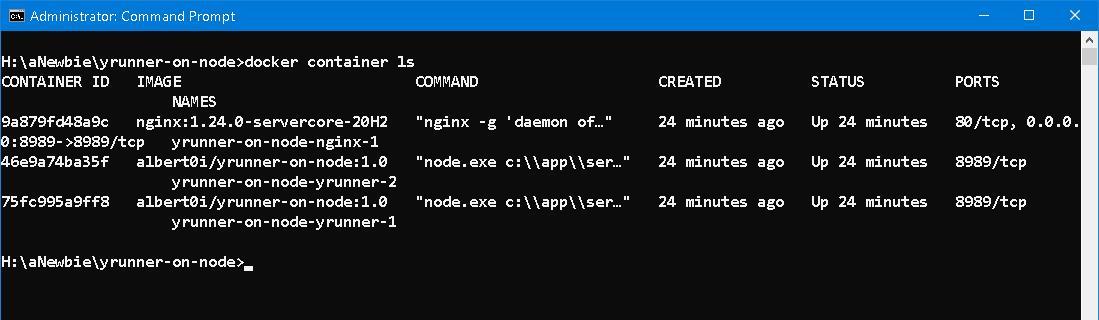 Administrator: Command Prompt
H:\aNewbie\yrunner-on-node>docker container ls
CONTAINER ID   IMAGE                          COMMAND                    CREATED          STATUS          PORTS
                   NAMES
9a879fd48a9c   nginx:1.24.0-servercore-20H2   "nginx -g 'daemon of…"     24 minutes ago   Up 24 minutes   80/tcp, 0.0.0.
0:8989->8989/tcp   yrunner-on-node-nginx-1
46e9a74ba35f   albert0i/yrunner-on-node:1.0   "node.exe c:\\app\\ser…"   24 minutes ago   Up 24 minutes   8989/tcp
                   yrunner-on-node-yrunner-2
75fc995a9ff8   albert0i/yrunner-on-node:1.0   "node.exe c:\\app\\ser…"   24 minutes ago   Up 24 minutes   8989/tcp
                   yrunner-on-node-yrunner-1
H:\aNewbie\yrunner-on-node>